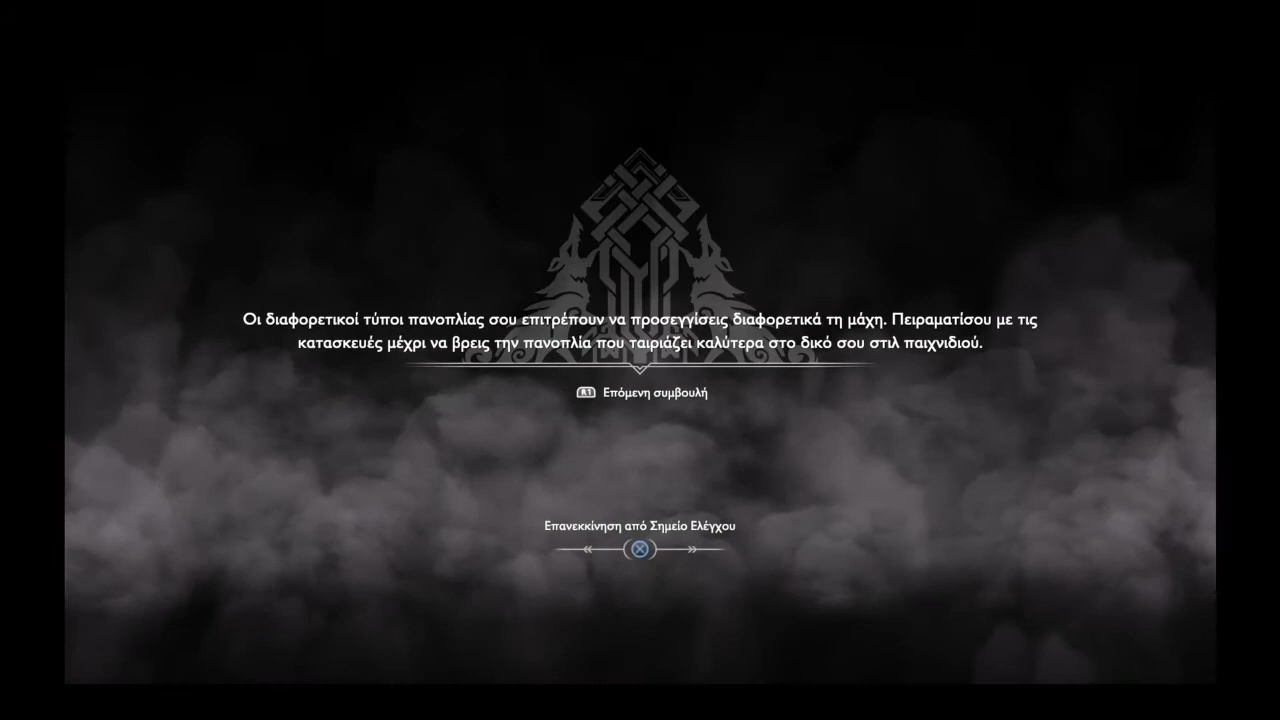 Οι διαφορετικοί τύποι πανοπλίας σου επιτρέπουν να προσεγγίσεις διαφορετικά τη μάχη. Πειραματίσου με τις
κατασκευές μέχρι να βρεις την πανοπλία που ταιριάζει καλύτερα στο δικό σου στιλ παιχνιδιού.
R1 Επόμενη συμβουλή
Επανεκκίνηση από Σημείο Ελέγχου